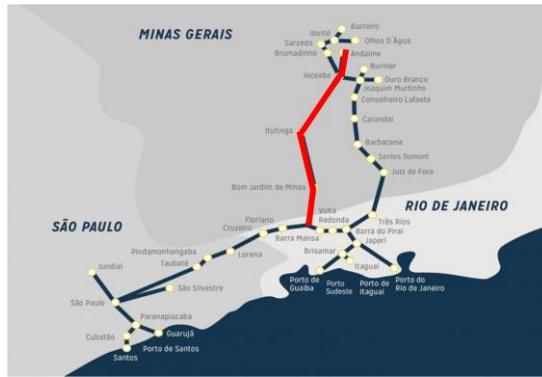 MINAS GERAIS
Barreiro
Ibirité
Olhos D'Água
Sarzedo
Brumadinho
Andaime
Jeceaba
Burnier
Ouro Branco
Joaquim Murtinho
Conselheiro Lafaete
Carandaí
Itutinga
Barbacena
Santos Dumont
Juiz de Fora
Bom Jardim de Minas
RIO DE JANEIRO
SÃO PAULO
Floriano
Cruzeiro
Volta
Redonda
Três Rios
Barra Mansa
Barra do Piraí
Japeri
Pindamonhangaba
Taubaté
Lorena
Brisamar
Itaguaí
Jundiaí
São Silvestre
Porto de
Guaíba
Porto
Sudeste
Porto de
Itaguaí
Porto do
Rio de Janeiro
São Paulo
Paranapiacaba
Cubatão
Guarujá
Santos
Porto de Santos